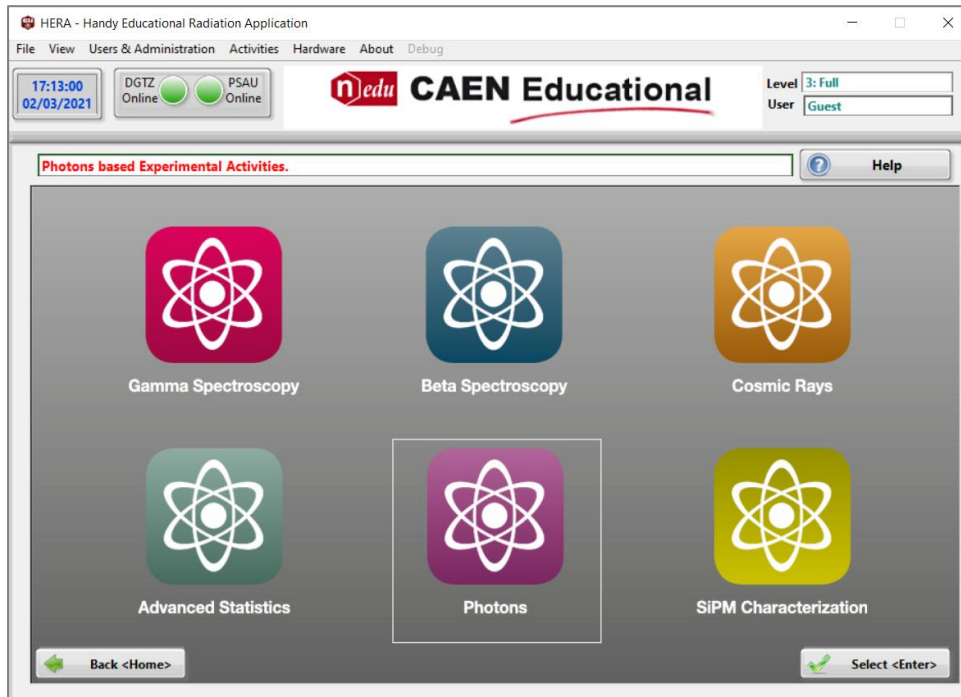 HERA - Handy Educational Radiation Application
File View Users & Administration Activities Hardware About Debug
17:13:00
02/03/2021
DGTZ
Online
PSAU
Online
n edu CAEN Educational
Level 3: Full
User Guest
Photons based Experimental Activities.
Help
Gamma Spectroscopy
Beta Spectroscopy
Cosmic Rays
Advanced Statistics
Photons
SiPM Characterization
Back <Home>
Select <Enter>